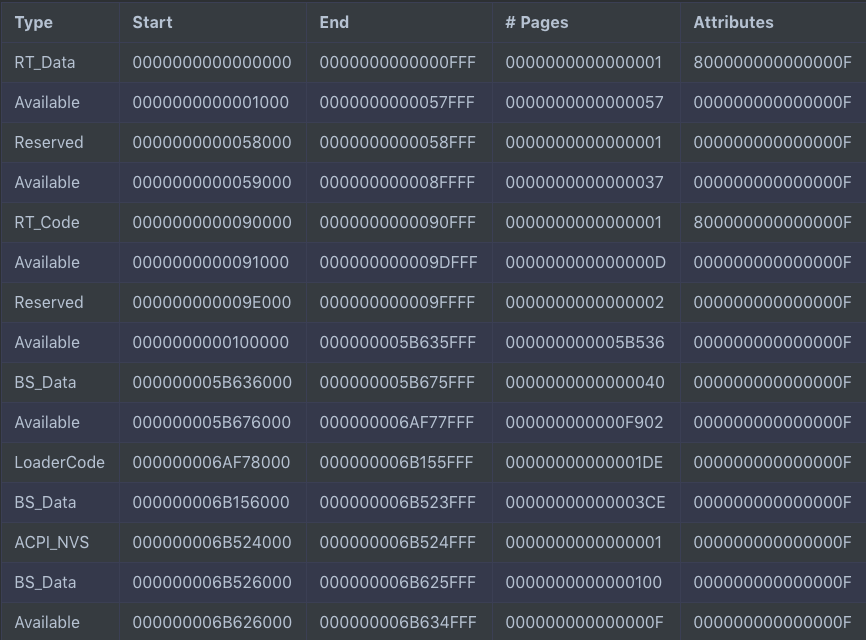 Type Start End # Pages Attributes
RT_Data 0000000000000000 0000000000000FFF 0000000000000001 800000000000000F
Available 0000000000001000 0000000000057FFF 0000000000000057 000000000000000F
Reserved 0000000000058000 0000000000058FFF 0000000000000001 000000000000000F
Available 0000000000059000 000000000008FFFF 0000000000000037 000000000000000F
RT_Code 0000000000090000 0000000000090FFF 0000000000000001 800000000000000F
Available 0000000000091000 000000000009DFFF 000000000000000D 000000000000000F
Reserved 000000000009E000 000000000009FFFF 0000000000000002 000000000000000F
Available 0000000000100000 000000005B635FFF 000000000005B536 000000000000000F
BS_Data 000000005B636000 000000005B675FFF 0000000000000040 000000000000000F
Available 000000005B676000 000000006AF77FFF 000000000000F902 000000000000000F
LoaderCode 000000006AF78000 000000006B155FFF 00000000000001DE 000000000000000F
BS_Data 000000006B156000 000000006B523FFF 00000000000003CE 000000000000000F
ACPI_NVS 000000006B524000 000000006B524FFF 0000000000000001 000000000000000F
BS_Data 000000006B526000 000000006B625FFF 0000000000000100 000000000000000F
Available 000000006B626000 000000006B634FFF 000000000000000F 000000000000000F